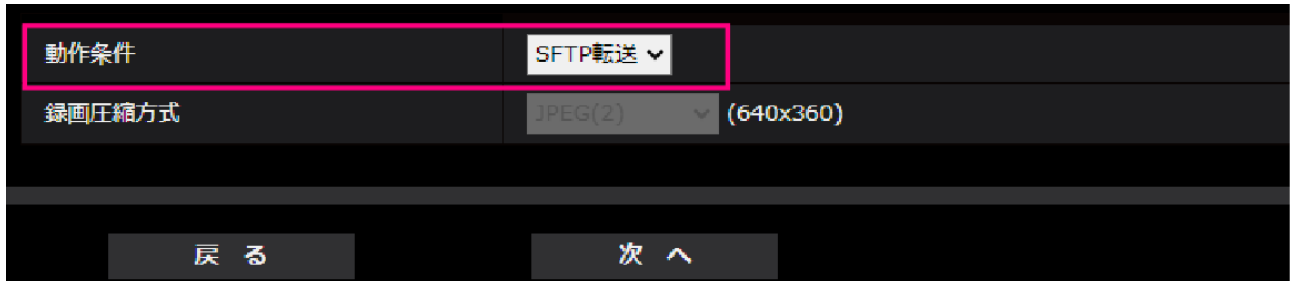 動作条件 SFTP転送
録画圧縮方式 JPEG(2) (640x360)
戻る 次へ